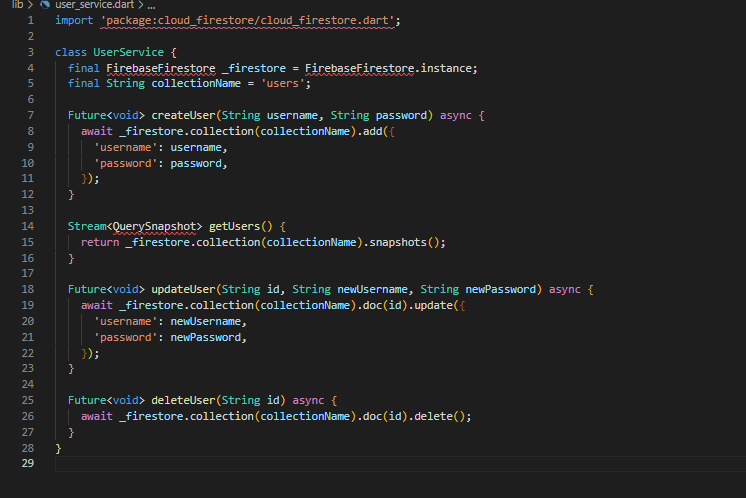 lib > user_service.dart > ...
1 import 'package:cloud_firestore/cloud_firestore.dart';
2
3 class UserService {
4   final FirebaseFirestore _firestore = FirebaseFirestore.instance;
5   final String collectionName = 'users';
6
7   Future<void> createUser(String username, String password) async {
8     await _firestore.collection(collectionName).add({
9       'username': username,
10       'password': password,
11     });
12   }
13
14   Stream<QuerySnapshot> getUsers() {
15     return _firestore.collection(collectionName).snapshots();
16   }
17
18   Future<void> updateUser(String id, String newUsername, String newPassword) async {
19     await _firestore.collection(collectionName).doc(id).update({
20       'username': newUsername,
21       'password': newPassword,
22     });
23   }
24
25   Future<void> deleteUser(String id) async {
26     await _firestore.collection(collectionName).doc(id).delete();
27   }
28 }
29